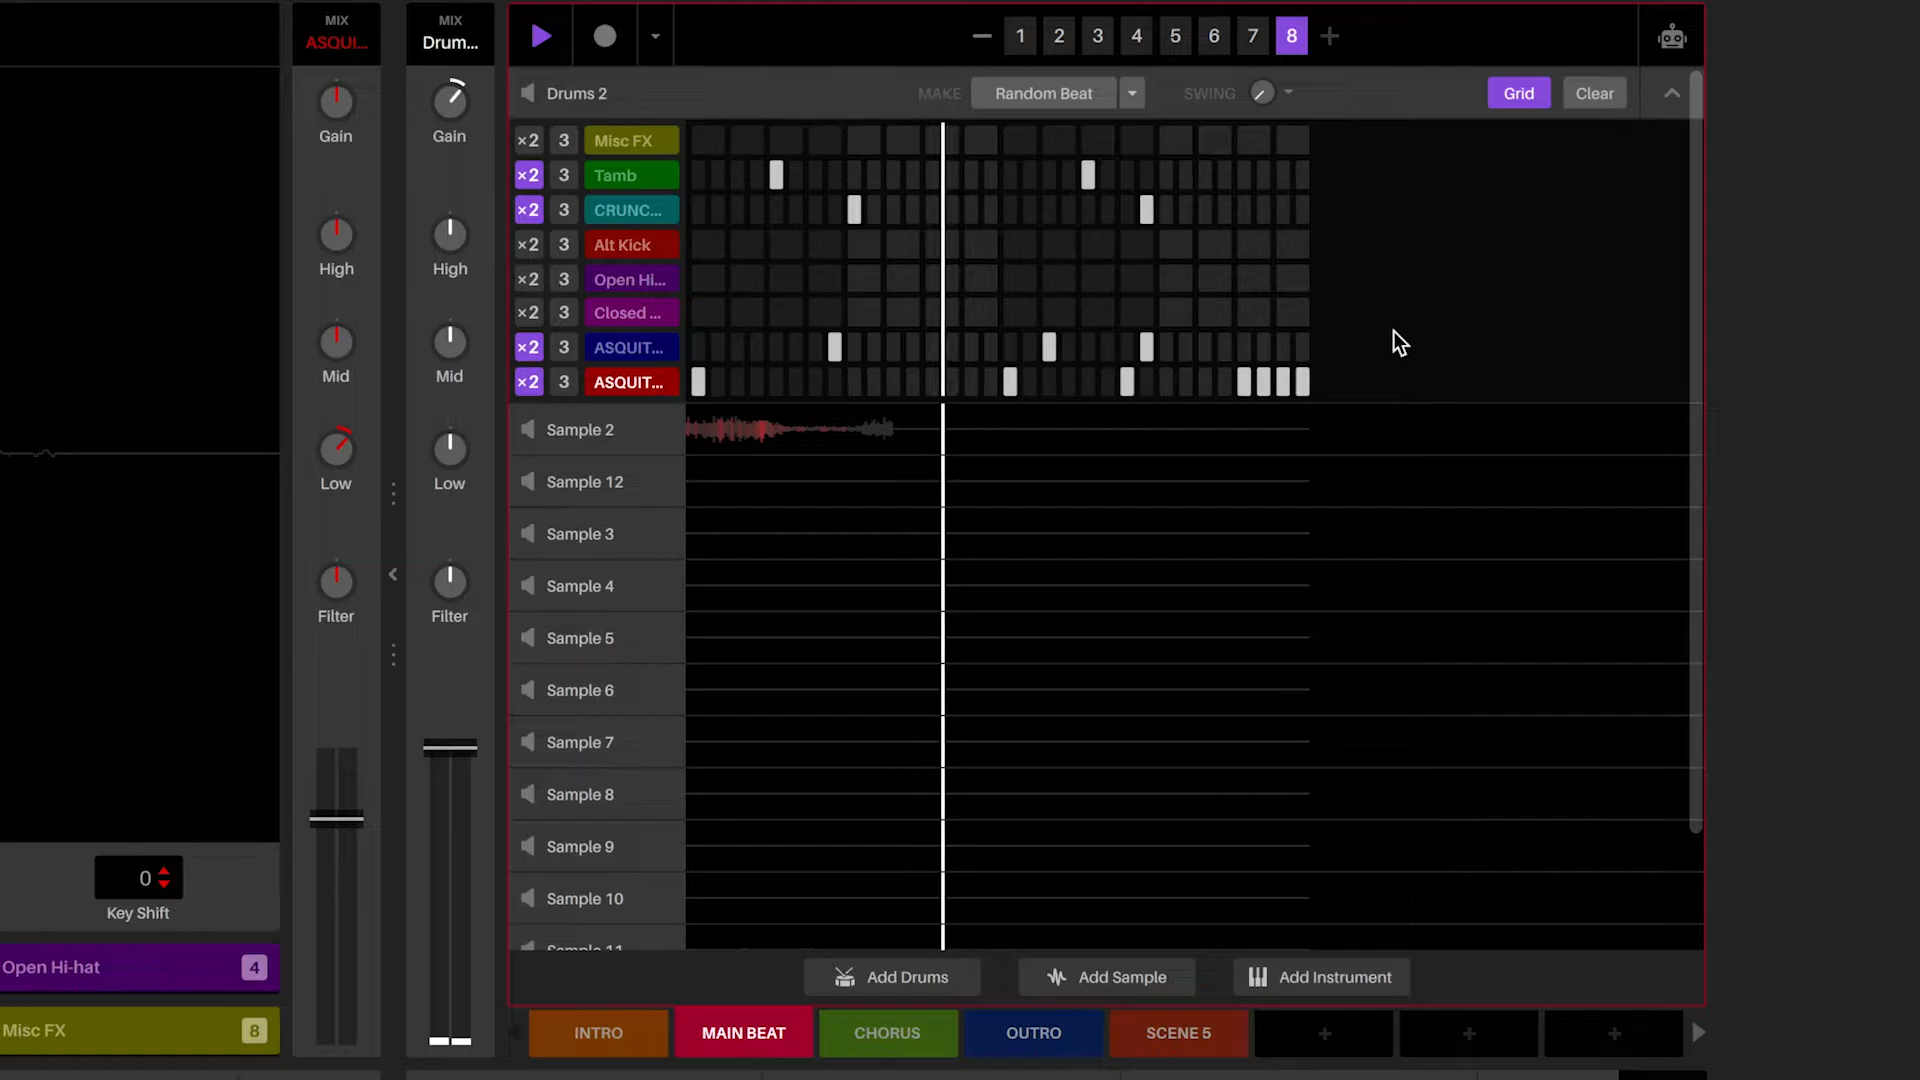 MIX
ASQUI...
MIX
Drum...
1 2 3 4 5 6 7 8
Drums 2
MAKE
Random Beat
SWING
Grid
Clear
×2 3 Misc FX
×2 3 Tamb
×2 3 CRUNC...
×2 3 Alt Kick
×2 3 Open Hi...
×2 3 Closed ...
×2 3 ASQUIT...
×2 3 ASQUIT...
Gain
Gain
High
High
Mid
Mid
Low
Low
Filter
Filter
Sample 2
Sample 12
Sample 3
Sample 4
Sample 5
Sample 6
Sample 7
Sample 8
Sample 9
Sample 10
Sample 11
0
Key Shift
Open Hi-hat 4
Misc FX 8
Add Drums
Add Sample
Add Instrument
INTRO
MAIN BEAT
CHORUS
OUTRO
SCENE 5